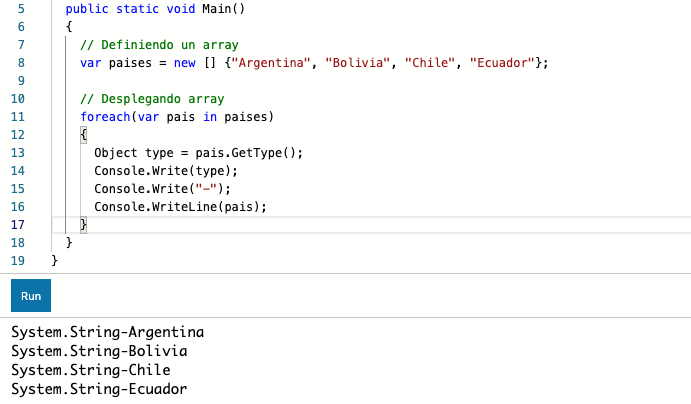 5 public static void Main()
6 {
7 // Definiendo un array
8 var paises = new [] {"Argentina", "Bolivia", "Chile", "Ecuador"};
9
10 // Desplegando array
11 foreach(var pais in paises)
12 {
13 Object type = pais.GetType();
14 Console.Write(type);
15 Console.Write("-");
16 Console.WriteLine(pais);
17 }
18 }
19 }
Run
System.String-Argentina
System.String-Bolivia
System.String-Chile
System.String-Ecuador